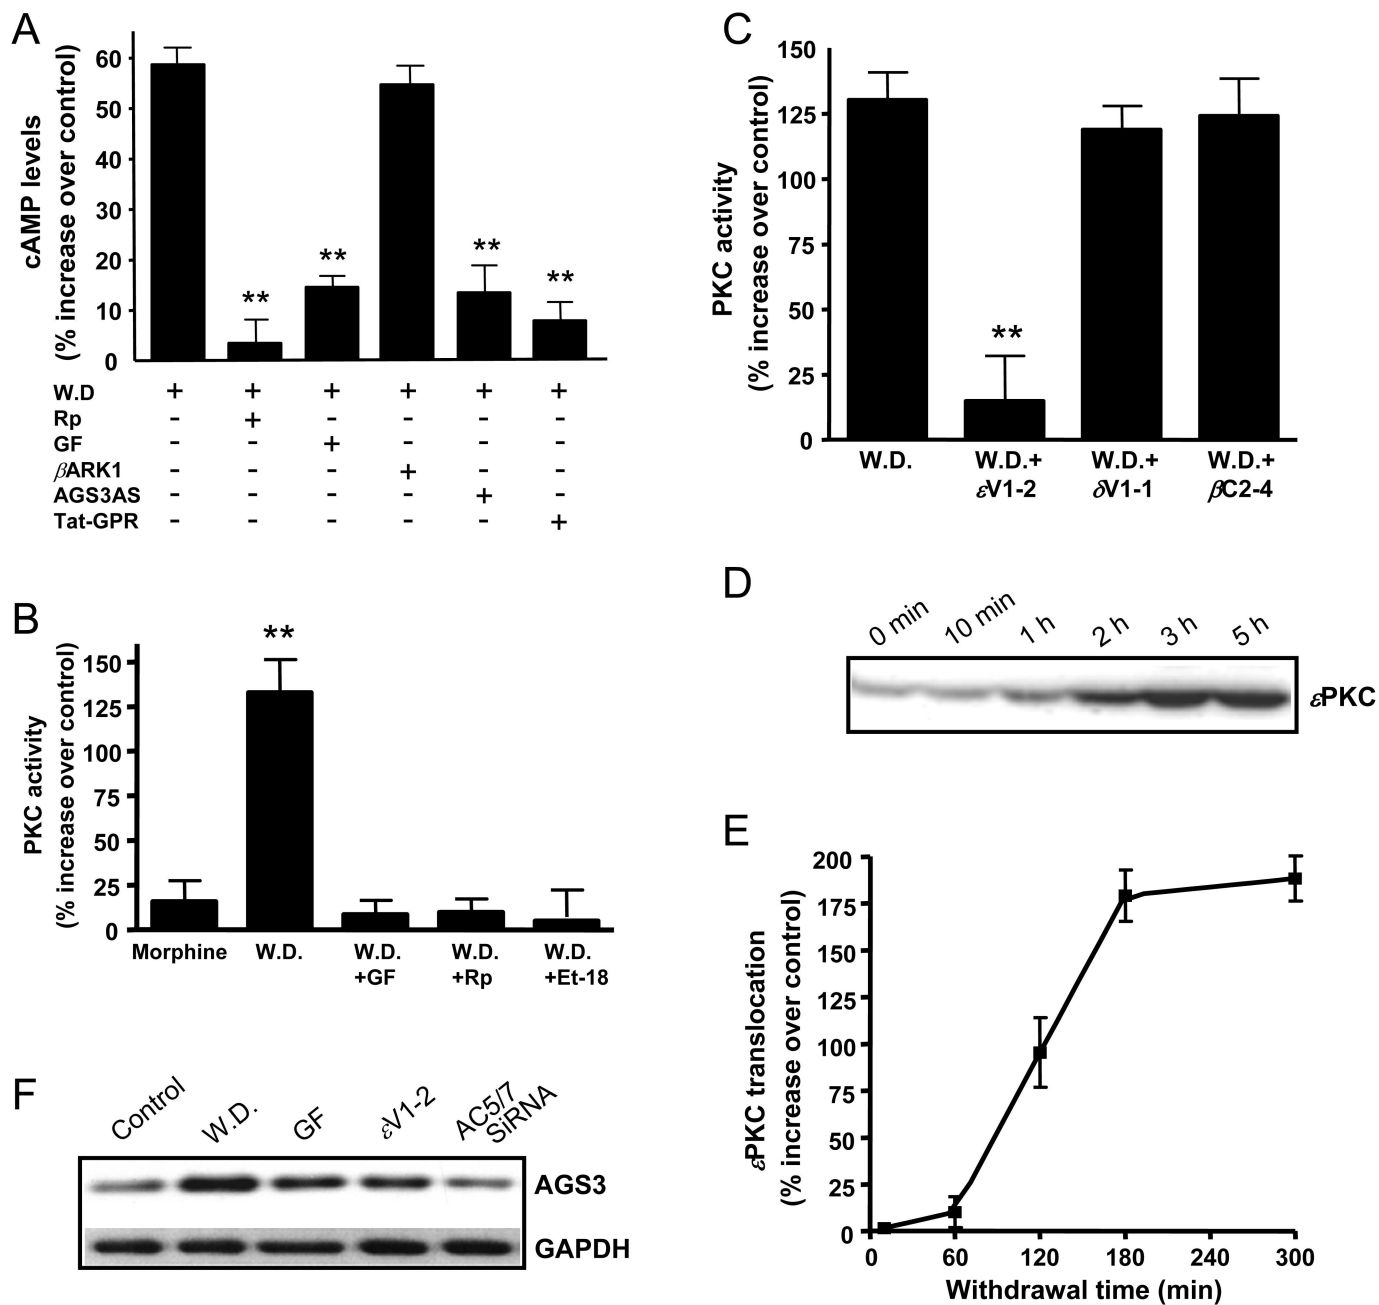 A
cAMP levels
(% increase over control)
60
50
40
30
20
10
0
** ** ** **
W.D + + + + + +
Rp - + - - - -
GF - - + - - -
βARK1 - - - + - -
AGS3AS - - - - + -
Tat-GPR - - - - - +
B
PKC activity
(% increase over control)
150
125
100
75
50
25
0
**
Morphine W.D. W.D. W.D. W.D.
+GF +Rp +Et-18
C
PKC activity
(% increase over control)
150
125
100
75
50
25
0
**
W.D. W.D.+ W.D.+ W.D.+
εV1-2 δV1-1 βC2-4
D
0 min 10 min 1 h 2 h 3 h 5 h
εPKC
E
εPKC translocation
(% increase over control)
200
175
150
125
100
75
50
25
0
0 60 120 180 240 300
Withdrawal time (min)
F
Control W.D. GF εV1-2 AC5/7
SiRNA
AGS3
GAPDH